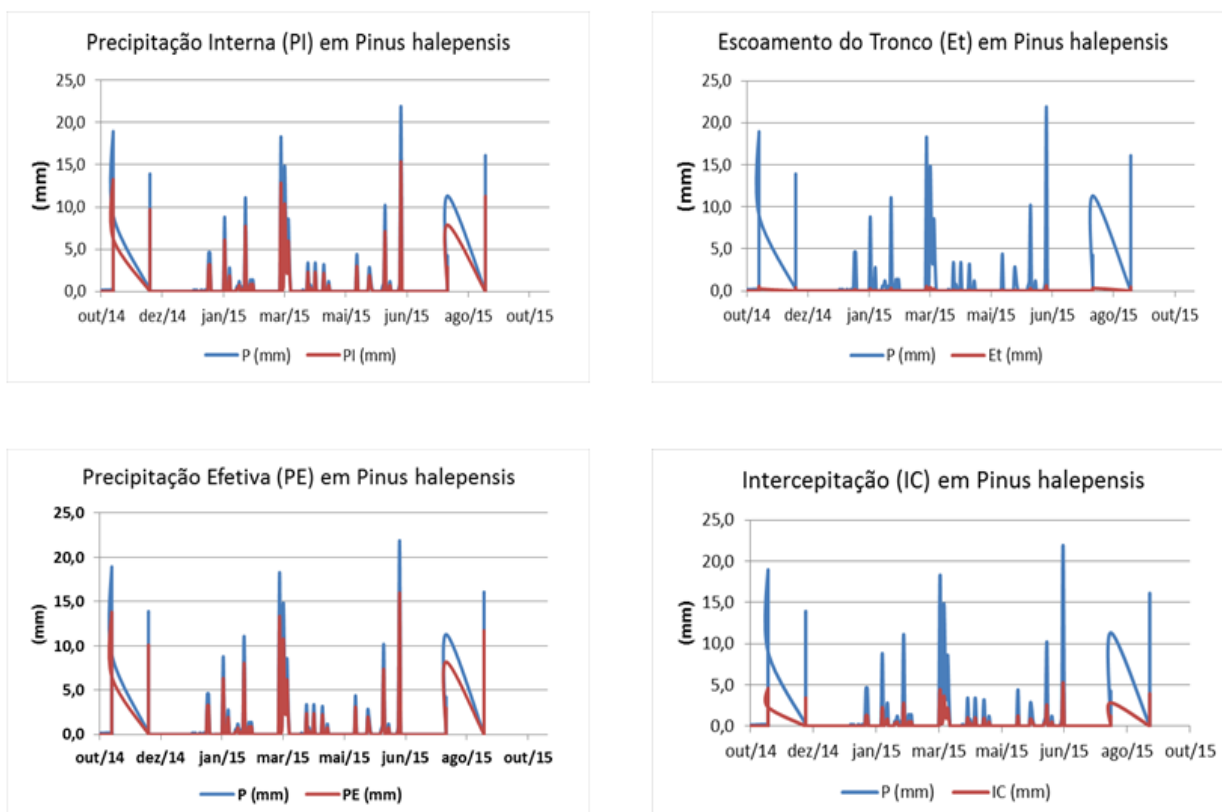 Precipitação Interna (PI) em Pinus halepensis
25,0
20,0
15,0
10,0
5,0
0,0
(mm)
out/14 dez/14 jan/15 mar/15 mai/15 jun/15 ago/15 out/15
P (mm) PI (mm)
Escoamento do Tronco (Et) em Pinus halepensis
25,0
20,0
15,0
10,0
5,0
0,0
(mm)
out/14 dez/14 jan/15 mar/15 mai/15 jun/15 ago/15 out/15
P (mm) Et (mm)
Precipitação Efetiva (PE) em Pinus halepensis
25,0
20,0
15,0
10,0
5,0
0,0
(mm)
out/14 dez/14 jan/15 mar/15 mai/15 jun/15 ago/15 out/15
P (mm) PE (mm)
Intercepitação (IC) em Pinus halepensis
25,0
20,0
15,0
10,0
5,0
0,0
(mm)
out/14 dez/14 jan/15 mar/15 mai/15 jun/15 ago/15 out/15
P (mm) IC (mm)